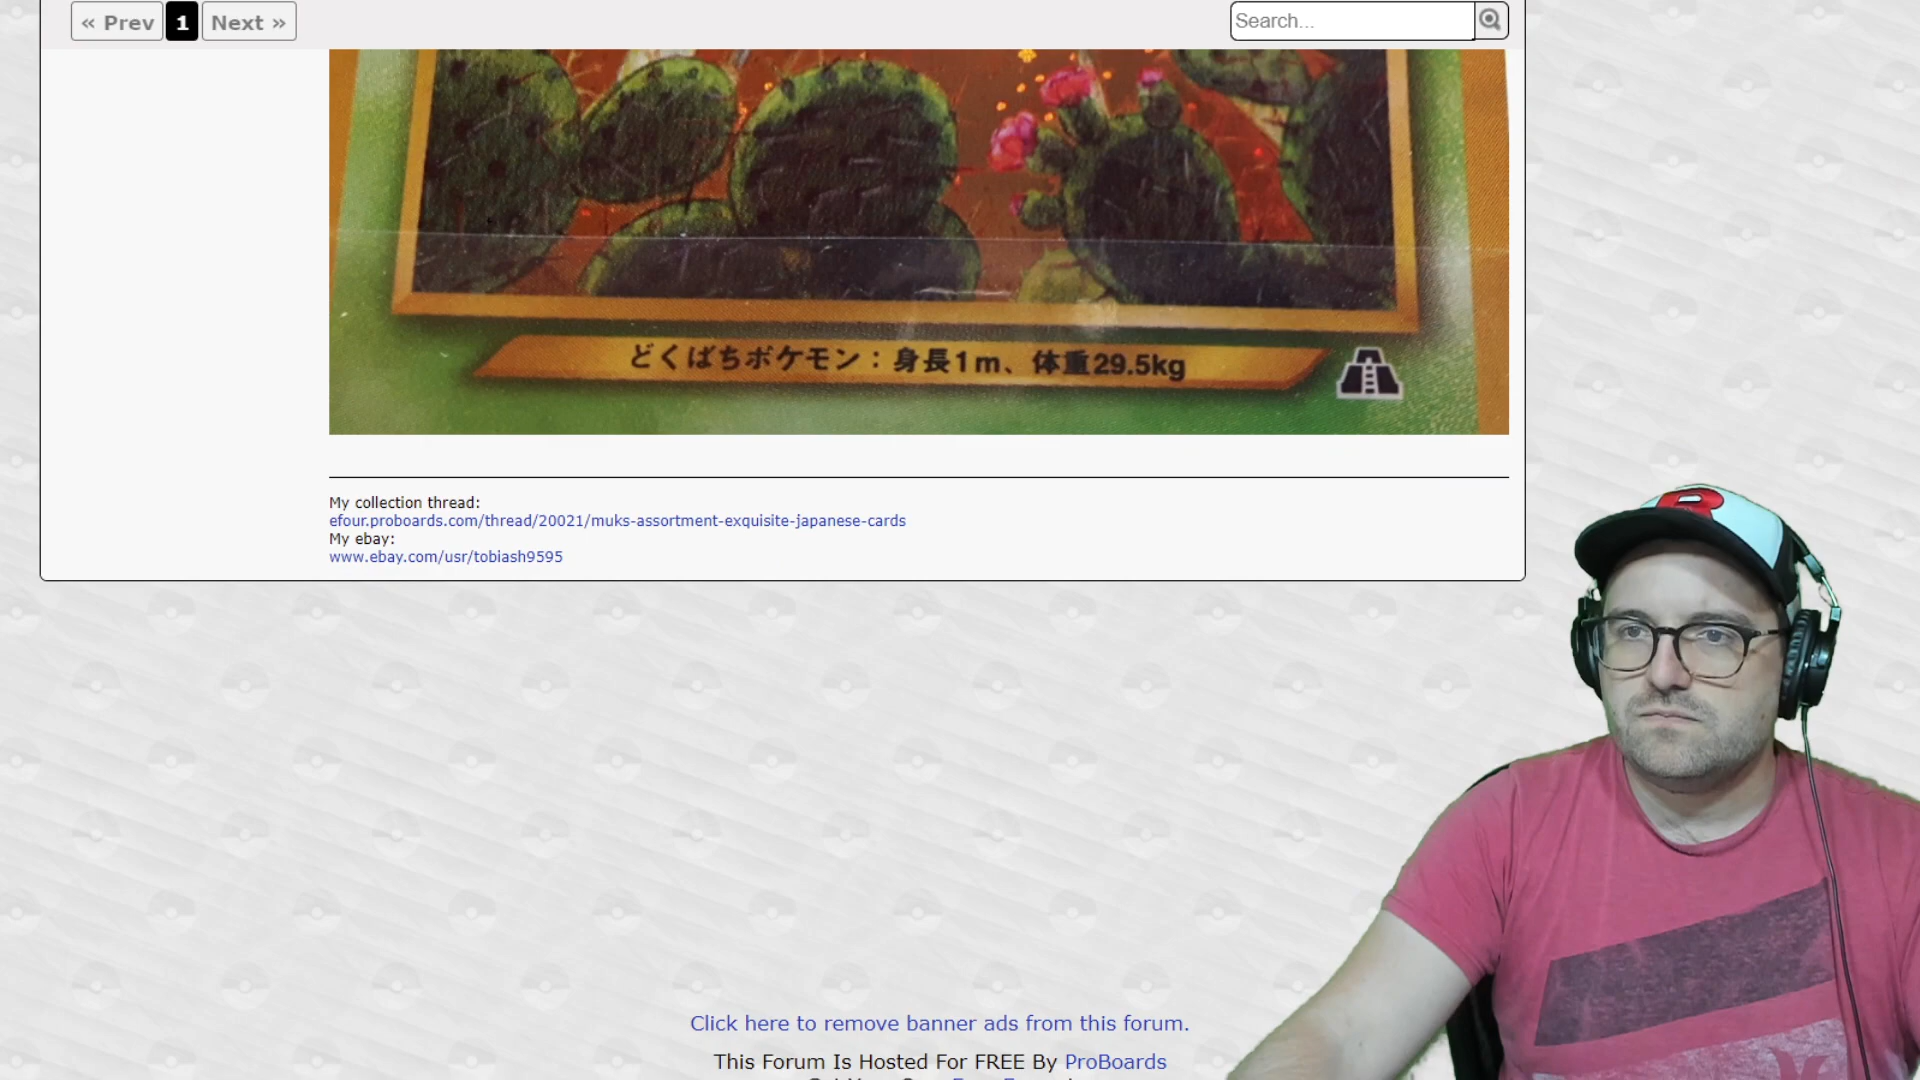 « Prev 1 Next » Search...
どくばちポケモン：身長1m、体重29.5kg
My collection thread:
efour.proboards.com/thread/20021/muks-assortment-exquisite-japanese-cards
My ebay:
www.ebay.com/usr/tobiash9595
R
Click here to remove banner ads from this forum.
This Forum Is Hosted For FREE By ProBoards